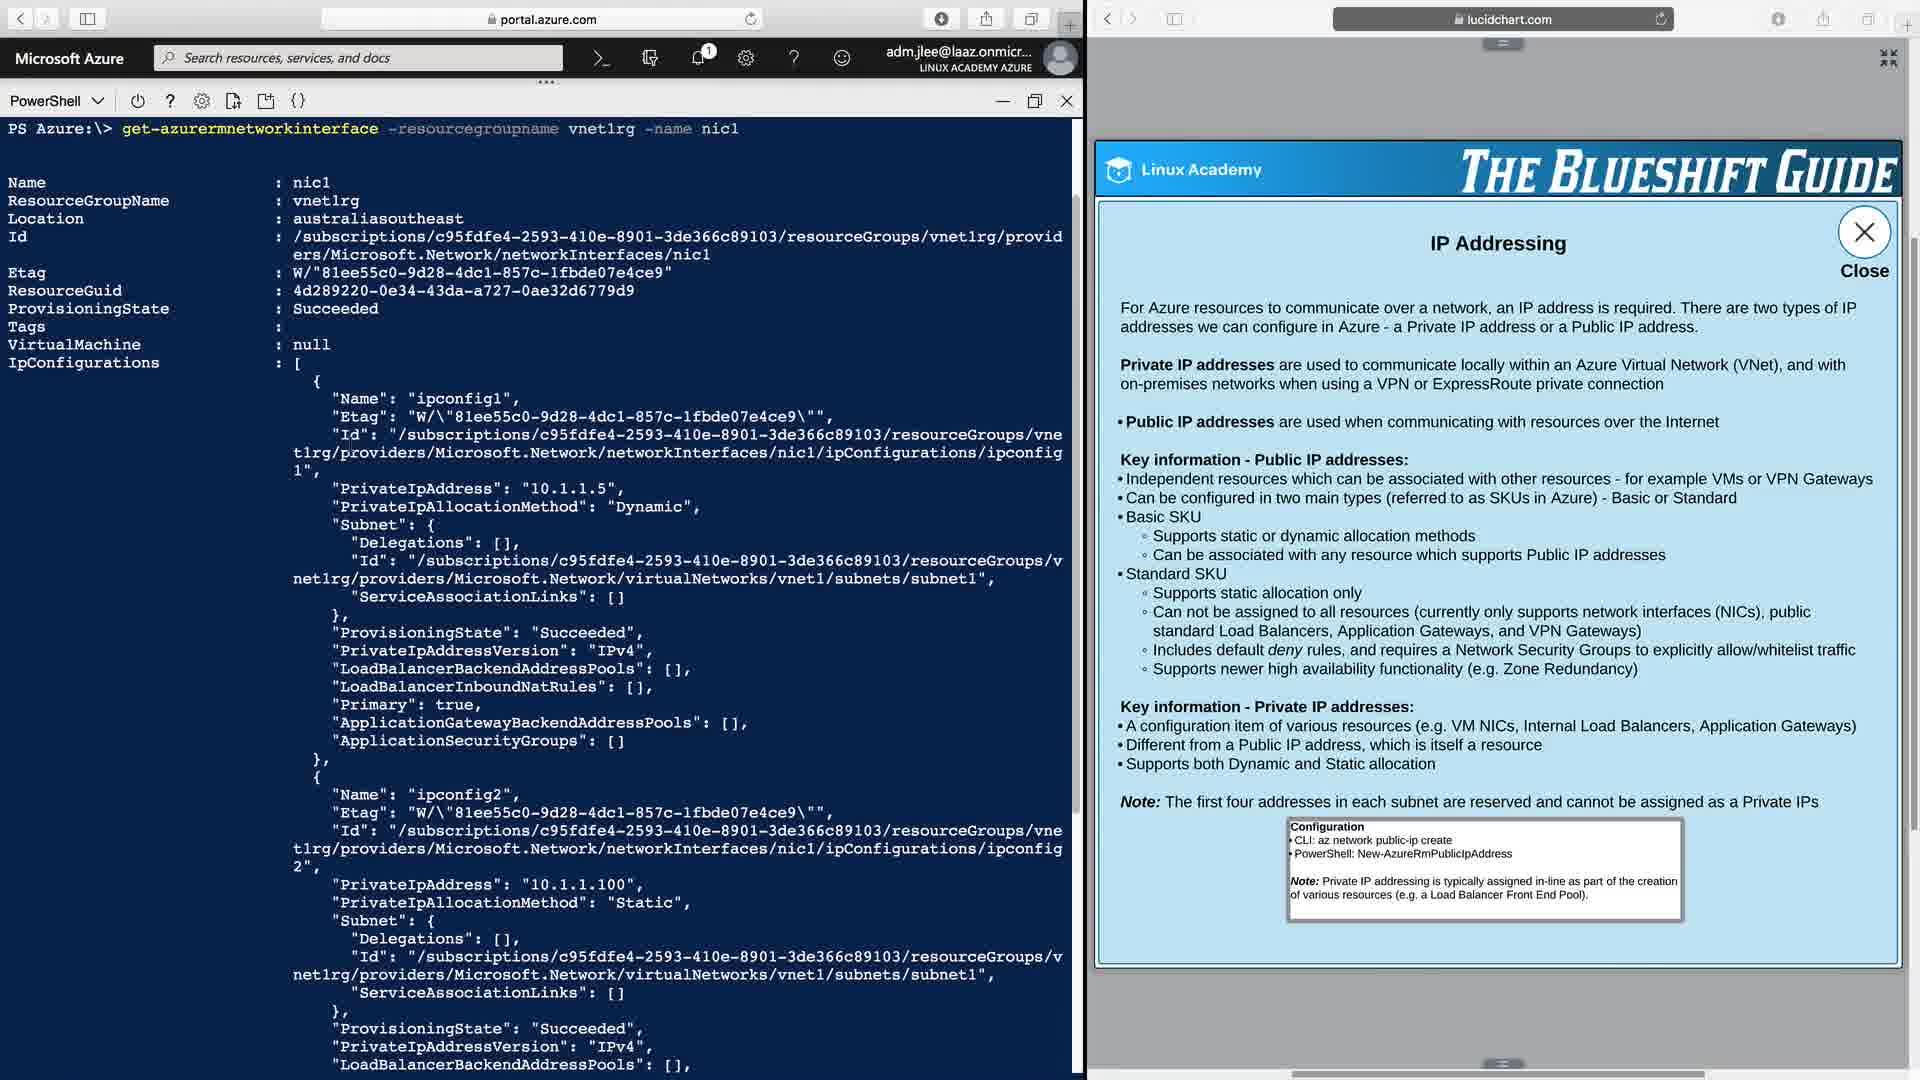 portal.azure.com
Microsoft Azure
Search resources, services, and docs
1
adm.jlee@laaz.onmicr...
LINUX ACADEMY AZURE
PowerShell
PS Azure:\> get-azurermnetworkinterface -resourcegroupname vnet1rg -name nic1
Name : nic1
ResourceGroupName : vnet1rg
Location : australiasoutheast
Id : /subscriptions/c95fdfe4-2593-410e-8901-3de366c89103/resourceGroups/vnet1rg/provid
ers/Microsoft.Network/networkInterfaces/nic1
Etag : W/"81ee55c0-9d28-4dc1-857c-1fbde07e4ce9"
ResourceGuid : 4d289220-0e34-43da-a727-0ae32d6779d9
ProvisioningState : Succeeded
Tags :
VirtualMachine : null
IpConfigurations : [
{
"Name": "ipconfig1",
"Etag": "W/\"81ee55c0-9d28-4dc1-857c-1fbde07e4ce9\"",
"Id": "/subscriptions/c95fdfe4-2593-410e-8901-3de366c89103/resourceGroups/vne
t1rg/providers/Microsoft.Network/networkInterfaces/nic1/ipConfigurations/ipconfig
1",
"PrivateIpAddress": "10.1.1.5",
"PrivateIpAllocationMethod": "Dynamic",
"Subnet": {
"Delegations": [],
"Id": "/subscriptions/c95fdfe4-2593-410e-8901-3de366c89103/resourceGroups/v
net1rg/providers/Microsoft.Network/virtualNetworks/vnet1/subnets/subnet1",
"ServiceAssociationLinks": []
},
"ProvisioningState": "Succeeded",
"PrivateIpAddressVersion": "IPv4",
"LoadBalancerBackendAddressPools": [],
"LoadBalancerInboundNatRules": [],
"Primary": true,
"ApplicationGatewayBackendAddressPools": [],
"ApplicationSecurityGroups": []
},
{
"Name": "ipconfig2",
"Etag": "W/\"81ee55c0-9d28-4dc1-857c-1fbde07e4ce9\"",
"Id": "/subscriptions/c95fdfe4-2593-410e-8901-3de366c89103/resourceGroups/vne
t1rg/providers/Microsoft.Network/networkInterfaces/nic1/ipConfigurations/ipconfig
2",
"PrivateIpAddress": "10.1.1.100",
"PrivateIpAllocationMethod": "Static",
"Subnet": {
"Delegations": [],
"Id": "/subscriptions/c95fdfe4-2593-410e-8901-3de366c89103/resourceGroups/v
net1rg/providers/Microsoft.Network/virtualNetworks/vnet1/subnets/subnet1",
"ServiceAssociationLinks": []
},
"ProvisioningState": "Succeeded",
"PrivateIpAddressVersion": "IPv4",
"LoadBalancerBackendAddressPools": [],
lucidchart.com
Linux Academy
THE BLUESHIFT GUIDE
IP Addressing
Close
For Azure resources to communicate over a network, an IP address is required. There are two types of IP
addresses we can configure in Azure - a Private IP address or a Public IP address.
Private IP addresses are used to communicate locally within an Azure Virtual Network (VNet), and with
on-premises networks when using a VPN or ExpressRoute private connection
• Public IP addresses are used when communicating with resources over the Internet
Key information - Public IP addresses:
• Independent resources which can be associated with other resources - for example VMs or VPN Gateways
• Can be configured in two main types (referred to as SKUs in Azure) - Basic or Standard
• Basic SKU
◦ Supports static or dynamic allocation methods
◦ Can be associated with any resource which supports Public IP addresses
• Standard SKU
◦ Supports static allocation only
◦ Can not be assigned to all resources (currently only supports network interfaces (NICs), public
standard Load Balancers, Application Gateways, and VPN Gateways)
◦ Includes default deny rules, and requires a Network Security Groups to explicitly allow/whitelist traffic
◦ Supports newer high availability functionality (e.g. Zone Redundancy)
Key information - Private IP addresses:
• A configuration item of various resources (e.g. VM NICs, Internal Load Balancers, Application Gateways)
• Different from a Public IP address, which is itself a resource
• Supports both Dynamic and Static allocation
Note: The first four addresses in each subnet are reserved and cannot be assigned as a Private IPs
Configuration
• CLI: az network public-ip create
• PowerShell: New-AzureRmPublicIpAddress
Note: Private IP addressing is typically assigned in-line as part of the creation
of various resources (e.g. a Load Balancer Front End Pool).